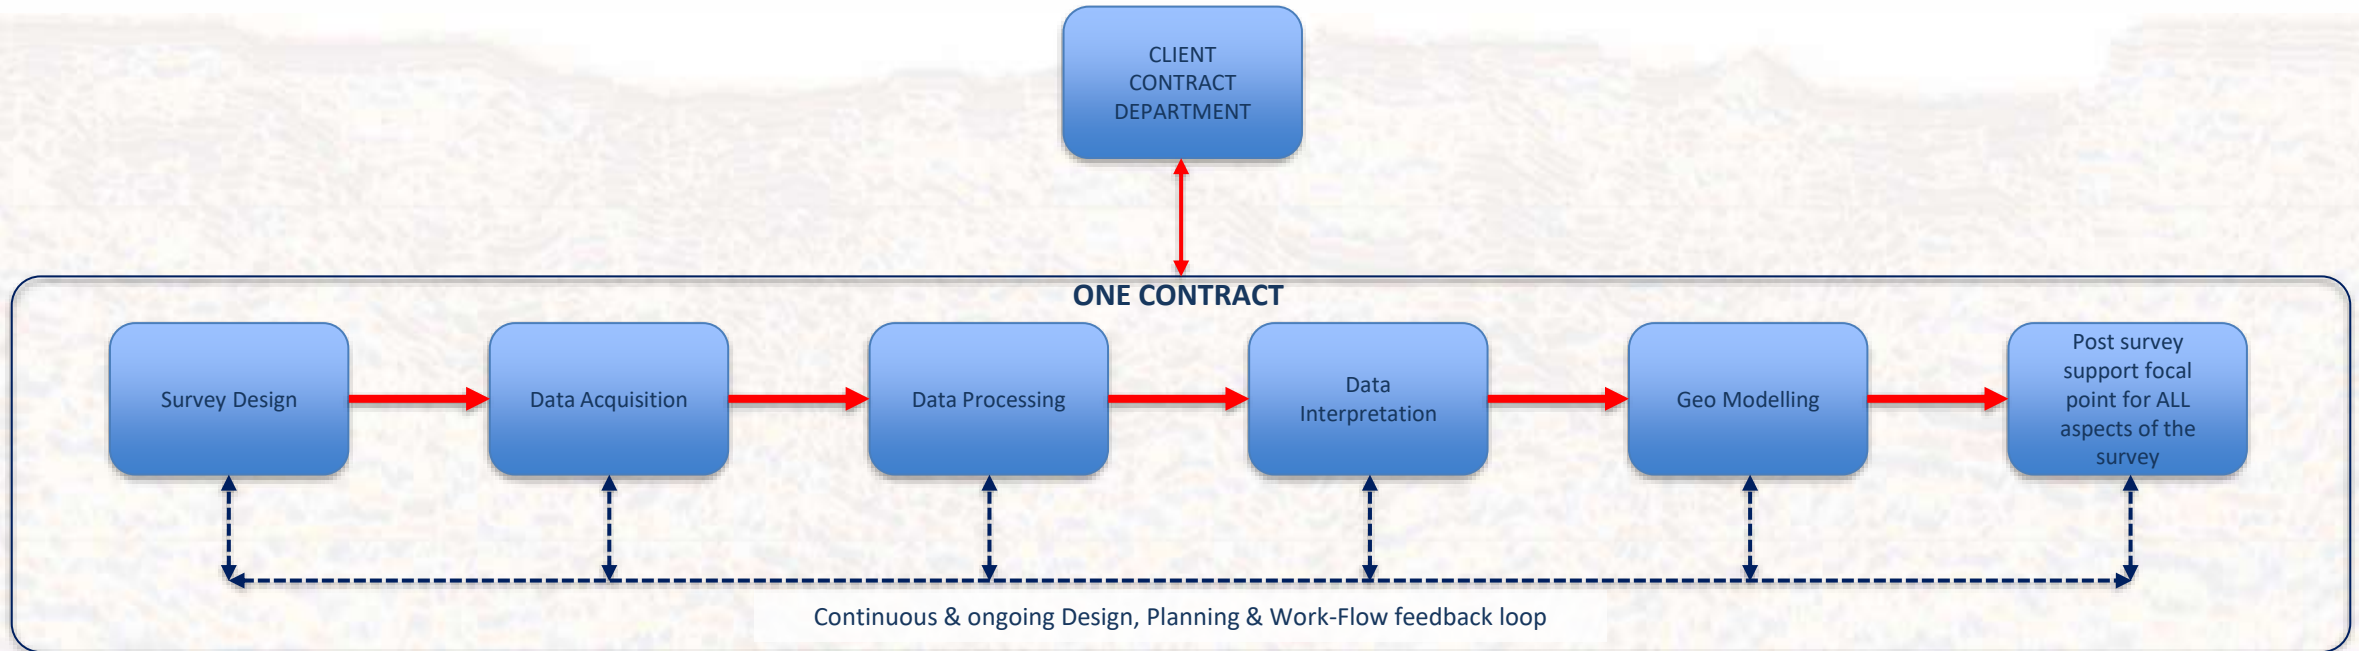 CLIENT
CONTRACT
DEPARTMENT
ONE CONTRACT
Survey Design
Data Acquisition
Data Processing
Data
Interpretation
Geo Modelling
Post survey
support focal
point for ALL
aspects of the
survey
Continuous & ongoing Design, Planning & Work-Flow feedback loop